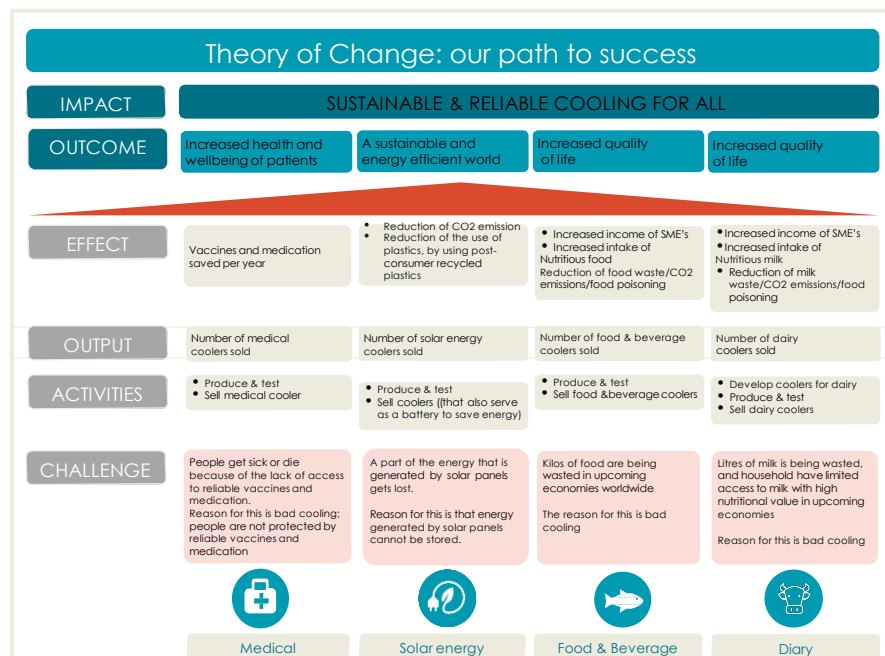 Theory of Change: our path to success
IMPACT
SUSTAINABLE & RELIABLE COOLING FOR ALL
OUTCOME
Increased health and
wellbeing of patients
A sustainable and
energy efficient world
Increased quality
of life
Increased quality
of life
EFFECT
Vaccines and medication
saved per year
• Reduction of CO2 emission
• Reduction of the use of
plastics, by using post-
consumer recycled
plastics
• Increased income of SME's
• Increased intake of
Nutritious food
Reduction of food waste/CO2
emissions/food poisoning
•Increased income of SME's
•Increased intake of
Nutritious milk
• Reduction of milk
waste/CO2 emissions/food
poisoning
OUTPUT
Number of medical
coolers sold
Number of solar energy
coolers sold
Number of food & beverage
coolers sold
Number of dairy
coolers sold
ACTIVITIES
• Produce & test
• Sell medical cooler
• Produce & test
• Sell coolers ((that also serve
as a battery to save energy)
• Produce & test
• Sell food &beverage coolers
• Develop coolers for dairy
• Produce & test
• Sell dairy coolers
CHALLENGE
People get sick or die
because of the lack of access
to reliable vaccines and
medication.
Reason for this is bad cooling;
people are not protected by
reliable vaccines and
medication
A part of the energy that is
generated by solar panels
gets lost.
Reason for this is that energy
generated by solar panels
cannot be stored.
Kilos of food are being
wasted in upcoming
economies worldwide
The reason for this is bad
cooling
Litres of milk is being wasted,
and household have limited
access to milk with high
nutritional value in upcoming
economies
Reason for this is bad cooling
Medical
Solar energy
Food & Beverage
Diary